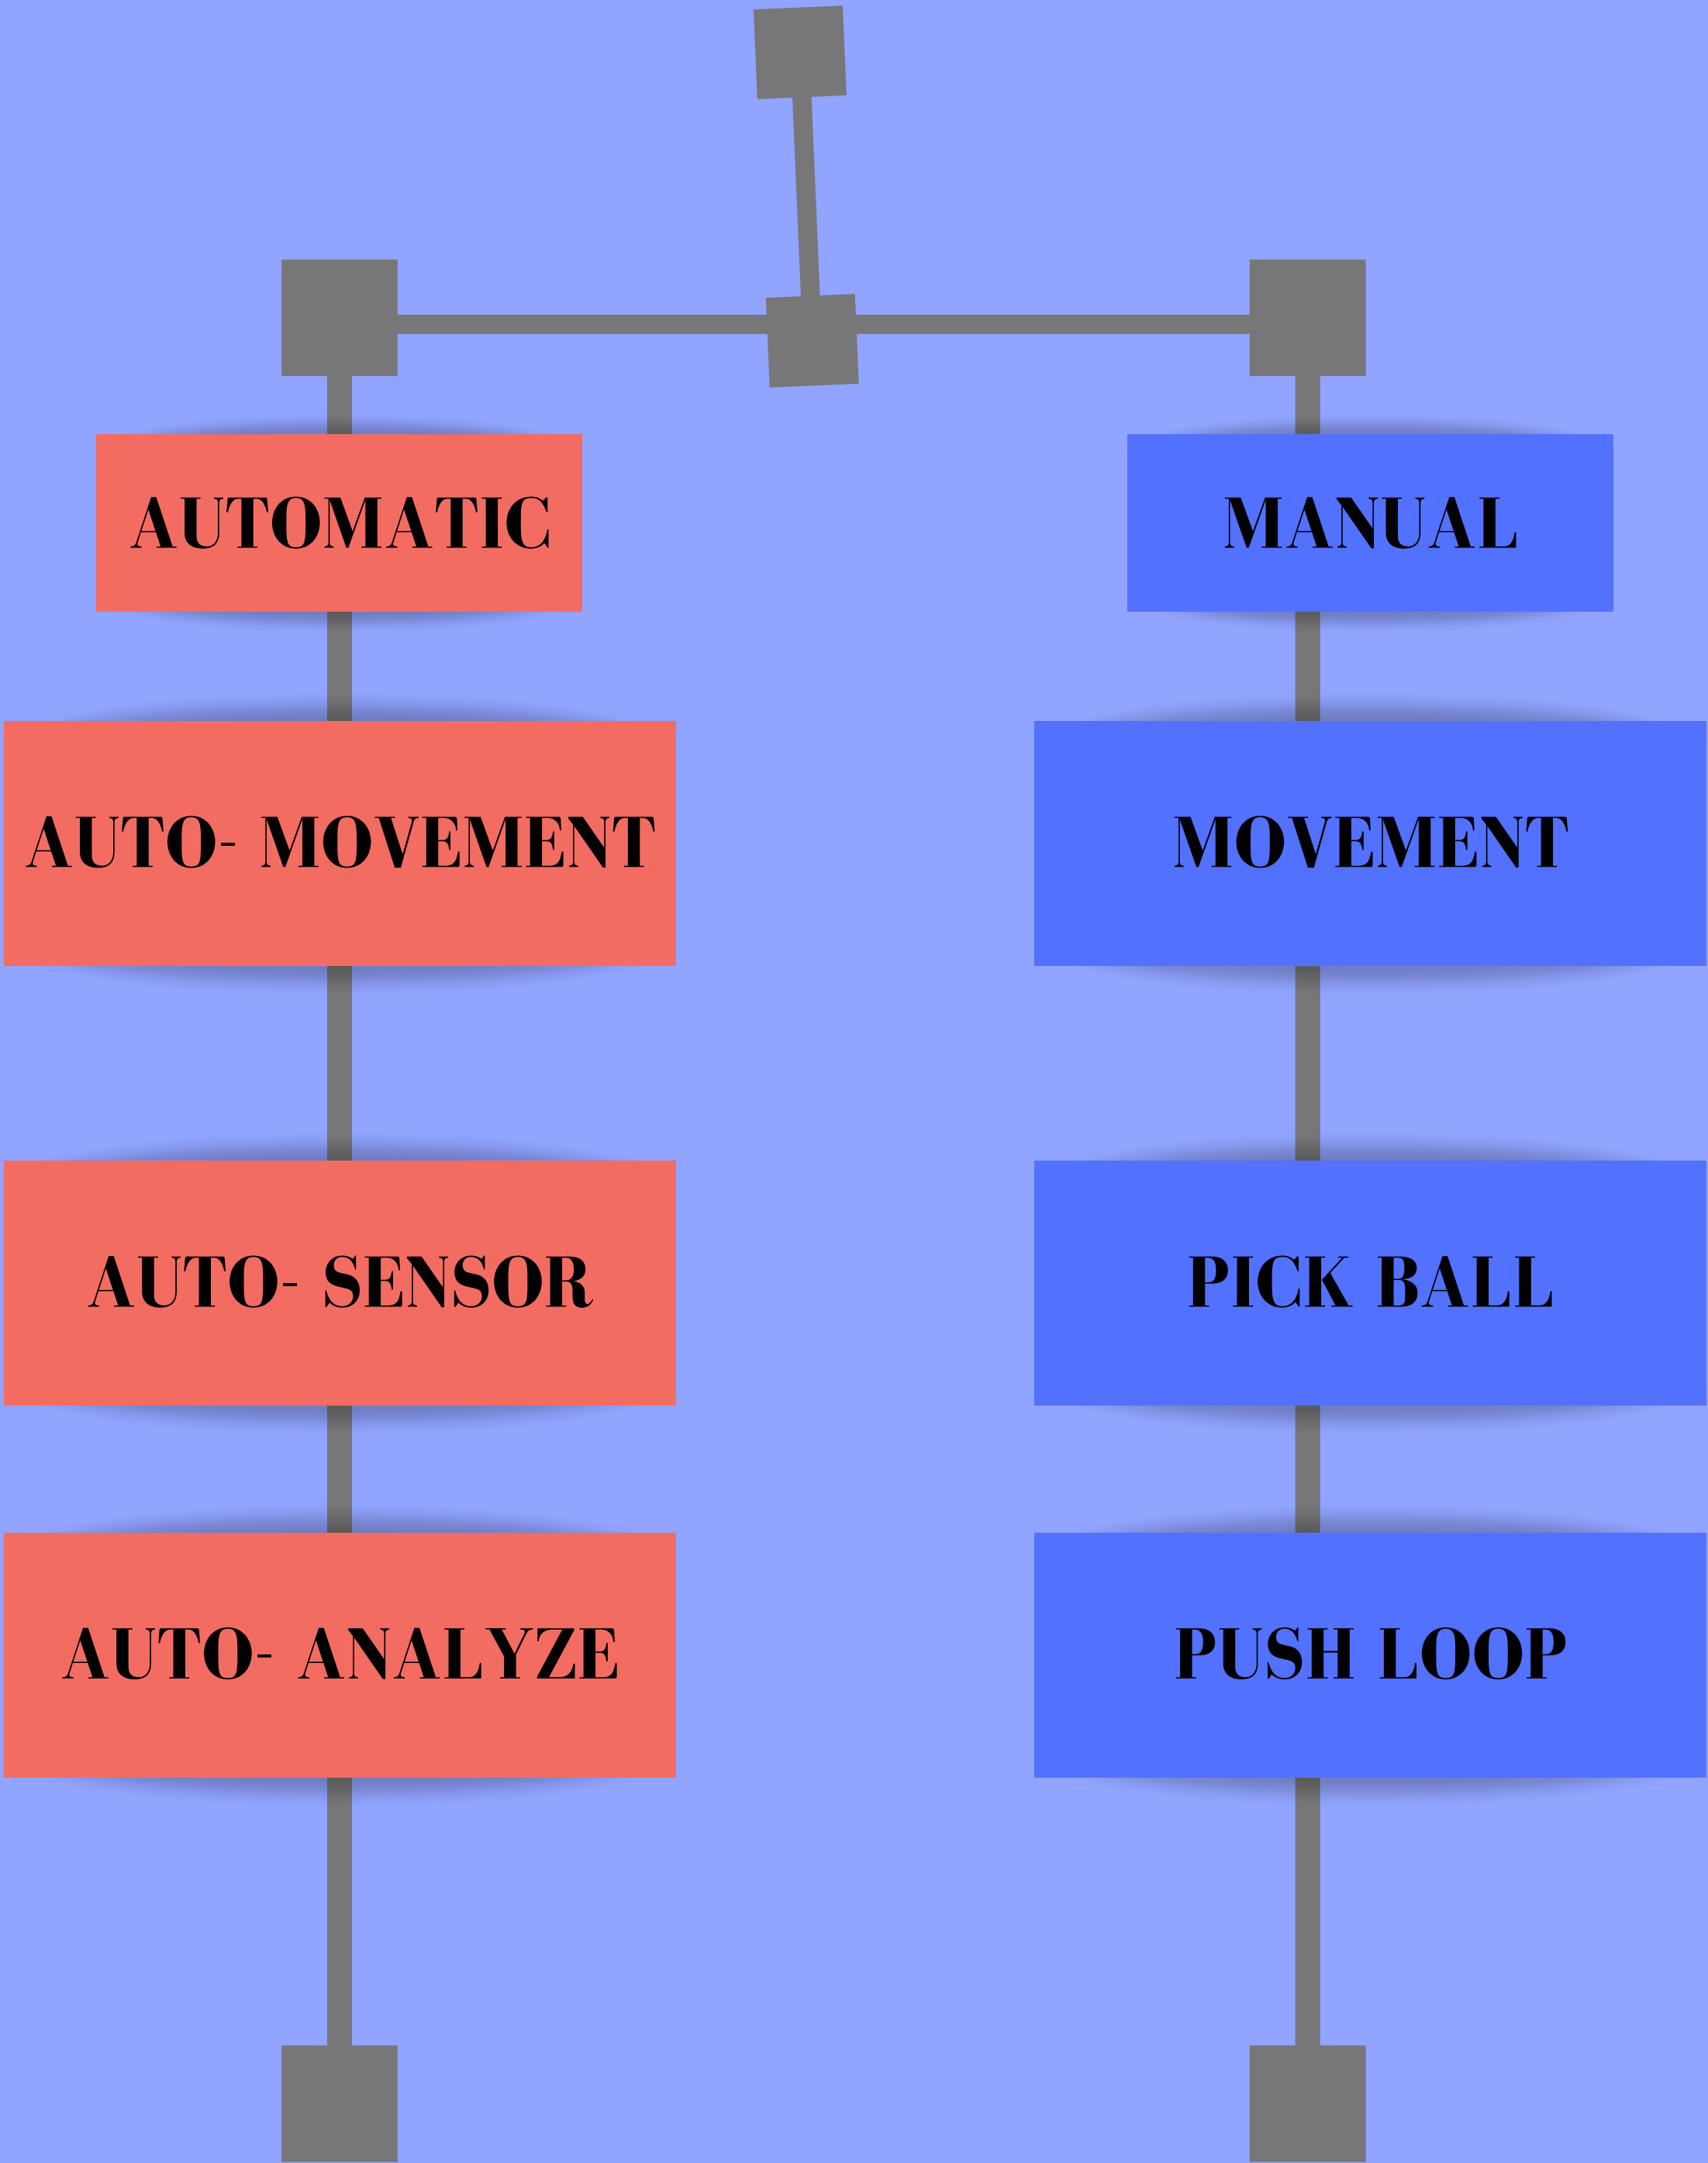 AUTOMATIC
AUTO- MOVEMENT
AUTO- SENSOR
AUTO- ANALYZE
MANUAL
MOVEMENT
PICK BALL
PUSH LOOP